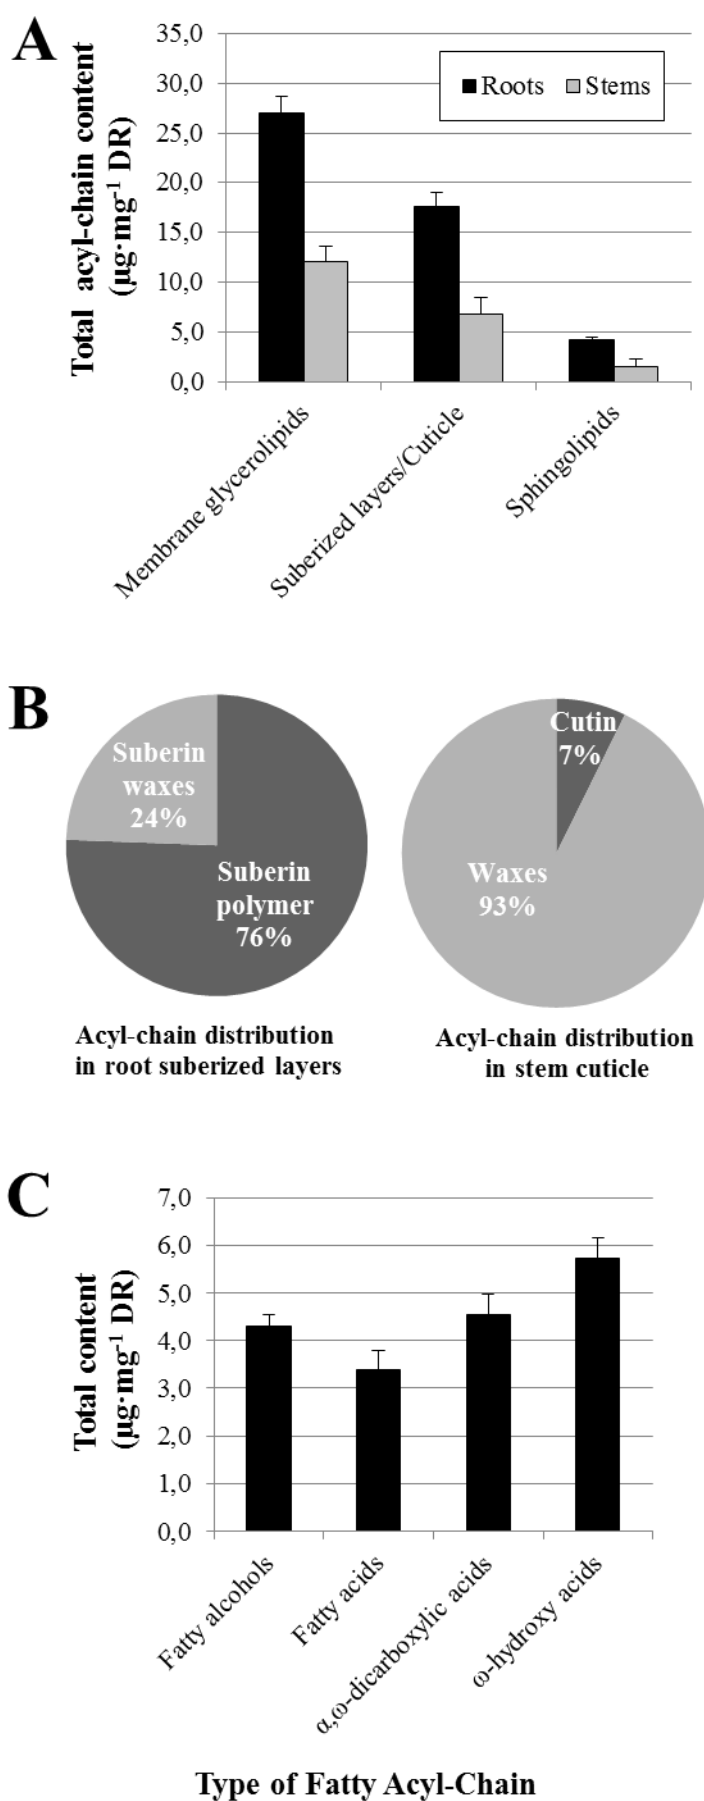 A
Total acyl-chain content
(µg·mg⁻¹ DR)
35,0
30,0
25,0
20,0
15,0
10,0
5,0
0,0
Roots
Stems
Membrane glycerolipids
Suberized layers/Cuticle
Sphingolipids
B
Suberin
waxes
24%
Suberin
polymer
76%
Acyl-chain distribution
in root suberized layers
Cutin
7%
Waxes
93%
Acyl-chain distribution
in stem cuticle
C
Total content
(µg·mg⁻¹ DR)
7,0
6,0
5,0
4,0
3,0
2,0
1,0
0,0
Fatty alcohols
Fatty acids
α,ω-dicarboxylic acids
ω-hydroxy acids
Type of Fatty Acyl-Chain